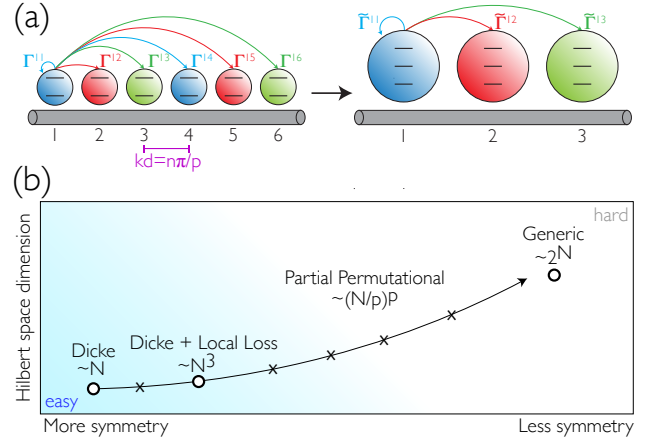 (a)
Γ¹¹ Γ¹² Γ¹³ Γ¹⁴ Γ¹⁵ Γ¹⁶
Γ̃¹¹ Γ̃¹² Γ̃¹³
1 2 3 4 5 6
1 2 3
kd=nπ/p
(b)
Hilbert space dimension
hard
Generic
~2ᴺ
Partial Permutational
~(N/p)ᴾ
Dicke + Local Loss
~N³
Dicke
~N
easy
More symmetry
Less symmetry